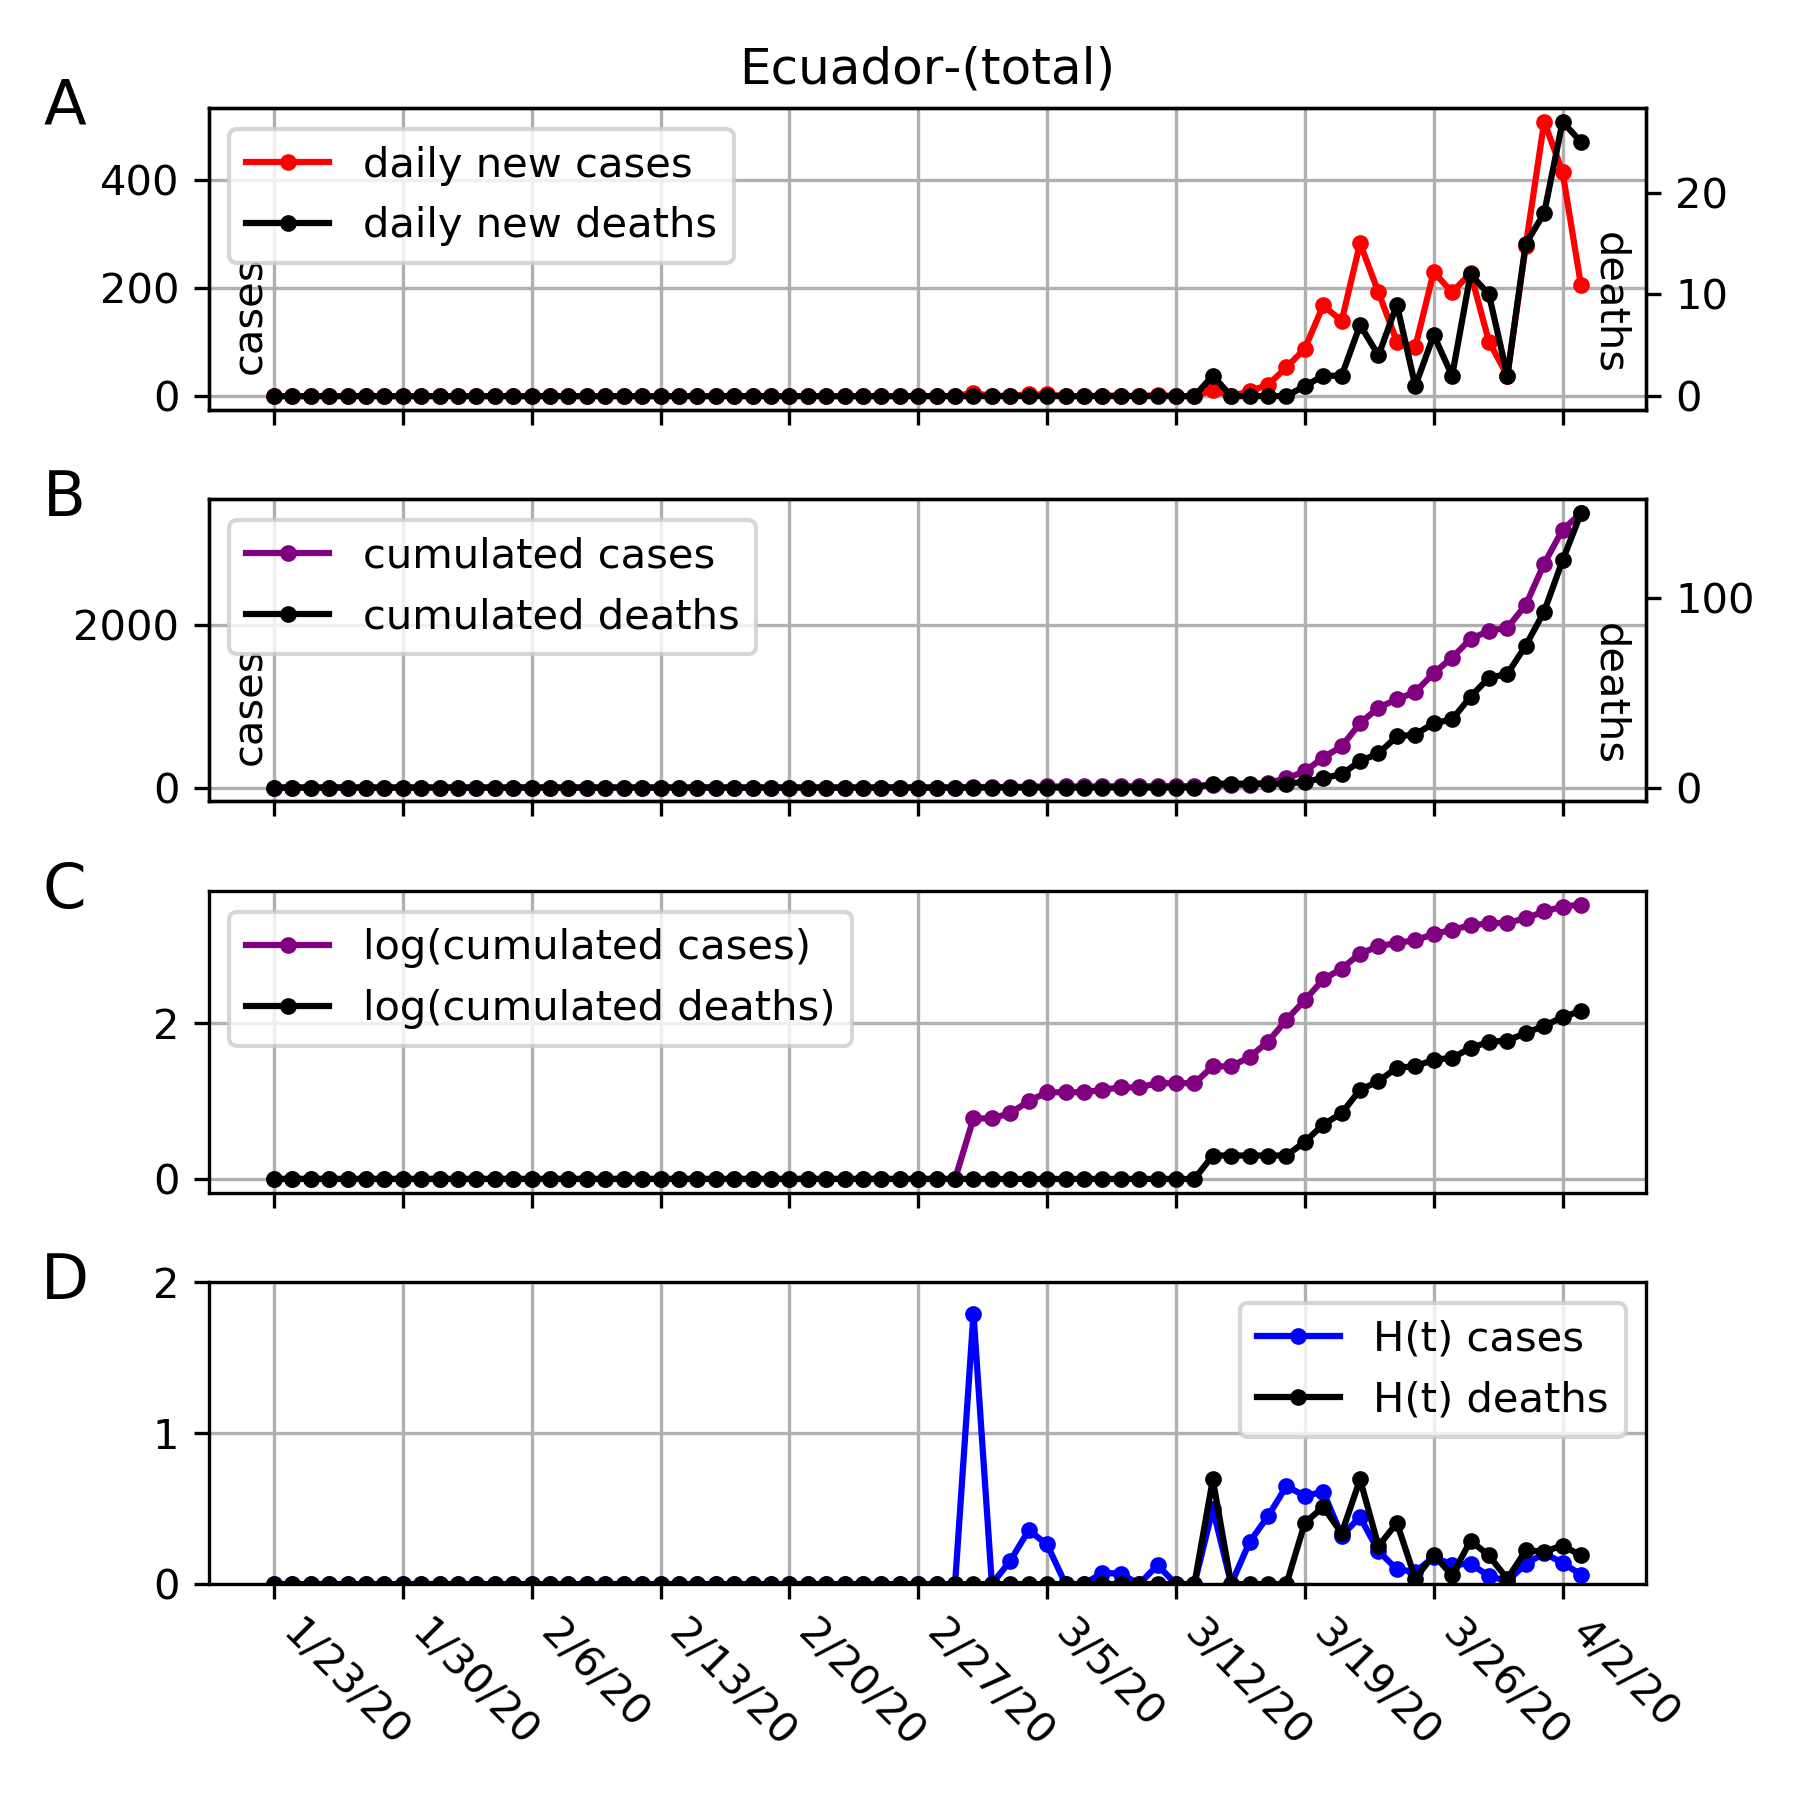 Ecuador-(total)
A
daily new cases
daily new deaths
400
200
0
cases
20
10
0
deaths
B
cumulated cases
cumulated deaths
2000
0
cases
100
0
deaths
C
log(cumulated cases)
log(cumulated deaths)
2
0
D
H(t) cases
H(t) deaths
2
1
0
1/23/20
1/30/20
2/6/20
2/13/20
2/20/20
2/27/20
3/5/20
3/12/20
3/19/20
3/26/20
4/2/20